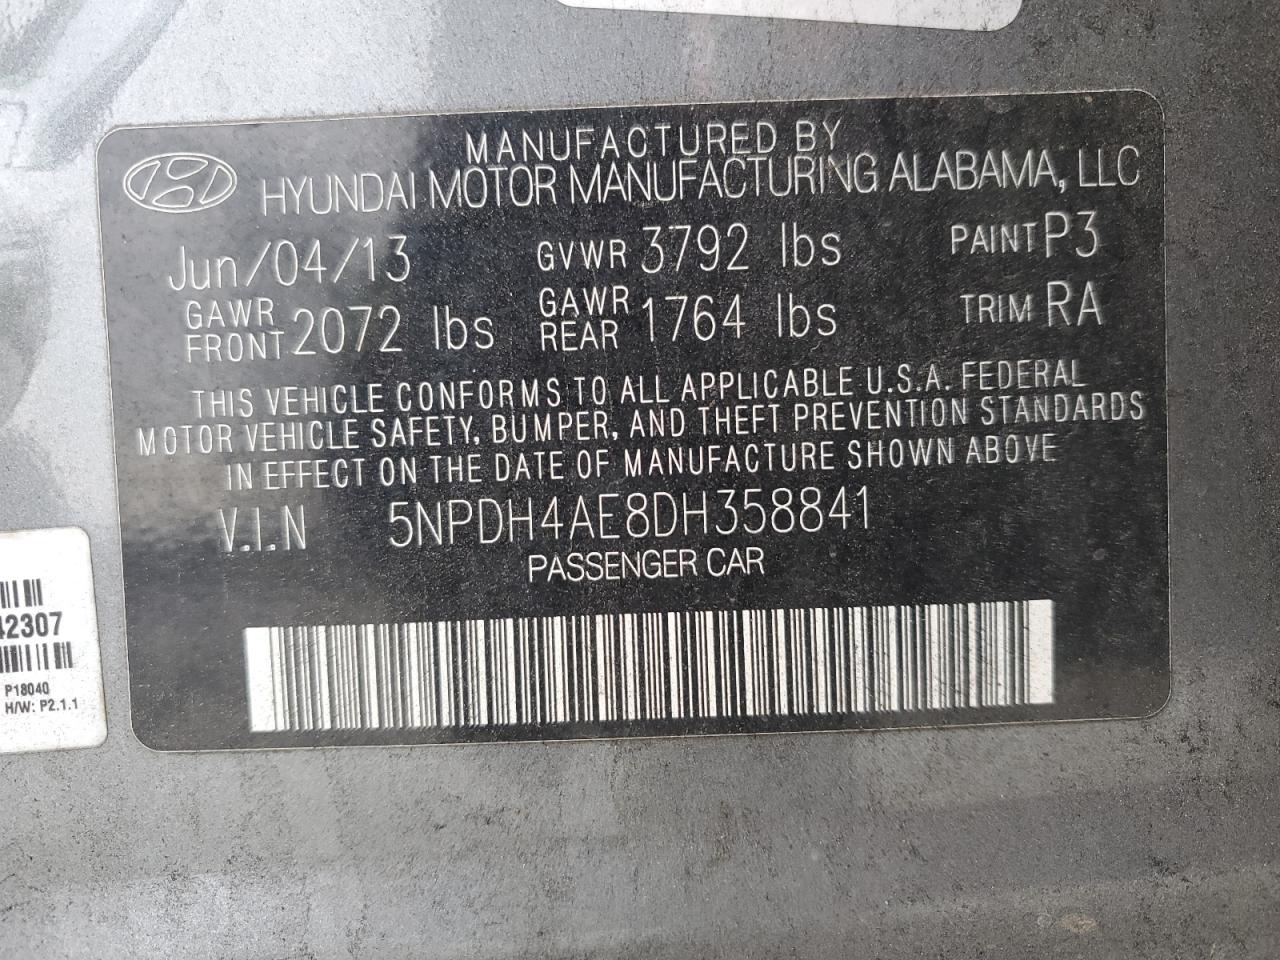 MANUFACTURED BY
HYUNDAI MOTOR MANUFACTURING ALABAMA, LLC
Jun/04/13 GVWR 3792 lbs PAINT P3
GAWR FRONT 2072 lbs GAWR REAR 1764 lbs TRIM RA
THIS VEHICLE CONFORMS TO ALL APPLICABLE U.S.A. FEDERAL
MOTOR VEHICLE SAFETY, BUMPER, AND THEFT PREVENTION STANDARDS
IN EFFECT ON THE DATE OF MANUFACTURE SHOWN ABOVE
V.I.N 5NPDH4AE8DH358841
PASSENGER CAR
42307
P18040
H/W: P2.1.1